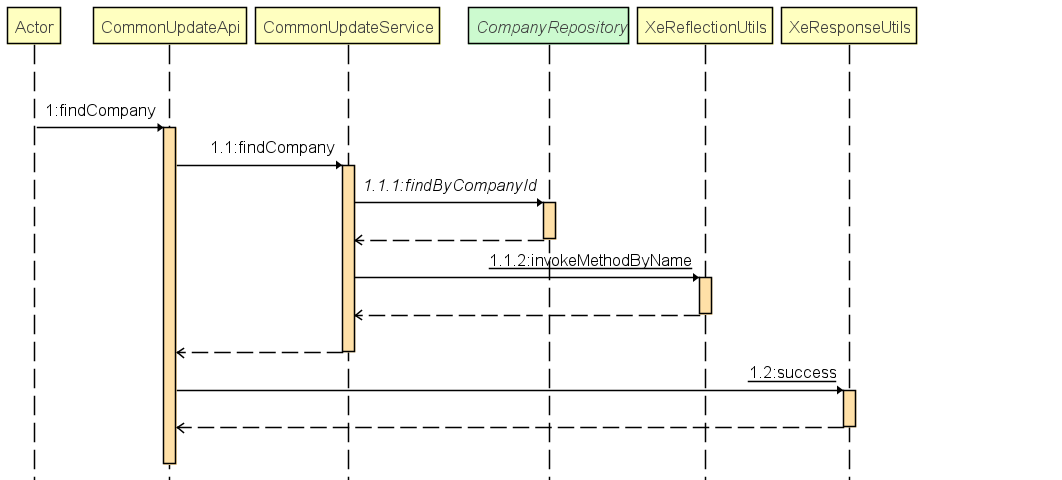 Actor
CommonUpdateApi
CommonUpdateService
CompanyRepository
XeReflectionUtils
XeResponseUtils
1:findCompany
1.1:findCompany
1.1.1:findByCompanyId
1.1.2:invokeMethodByName
1.2:success